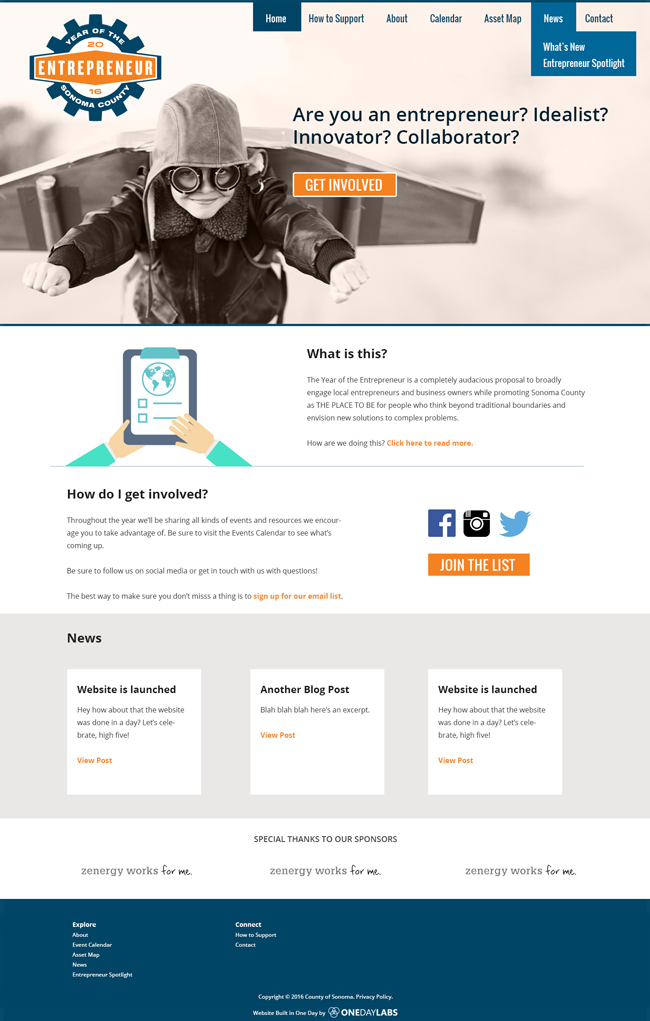 Home How to Support About Calendar Asset Map News Contact
What's New
Entrepreneur Spotlight
YEAR OF THE
20
ENTREPRENEUR
16
SONOMA COUNTY
Are you an entrepreneur? Idealist?
Innovator? Collaborator?
GET INVOLVED
What is this?
The Year of the Entrepreneur is a completely audacious proposal to broadly
engage local entrepreneurs and business owners while promoting Sonoma County
as THE PLACE TO BE for people who think beyond traditional boundaries and
envision new solutions to complex problems.
How are we doing this? Click here to read more.
How do I get involved?
Throughout the year we'll be sharing all kinds of events and resources we encour-
age you to take advantage of. Be sure to visit the Events Calendar to see what's
coming up.
Be sure to follow us on social media or get in touch with us with questions!
The best way to make sure you don't misss a thing is to sign up for our email list.
JOIN THE LIST
News
Website is launched
Hey how about that the website
was done in a day? Let's cele-
brate, high five!
View Post
Another Blog Post
Blah blah blah here's an excerpt.
View Post
Website is launched
Hey how about that the website
was done in a day? Let's cele-
brate, high five!
View Post
SPECIAL THANKS TO OUR SPONSORS
zenergy works for me.
zenergy works for me.
zenergy works for me.
Explore
About
Event Calendar
Asset Map
News
Entrepreneur Spotlight
Connect
How to Support
Contact
Copyright © 2016 County of Sonoma. Privacy Policy.
Website Built in One Day by ONEDAYLABS